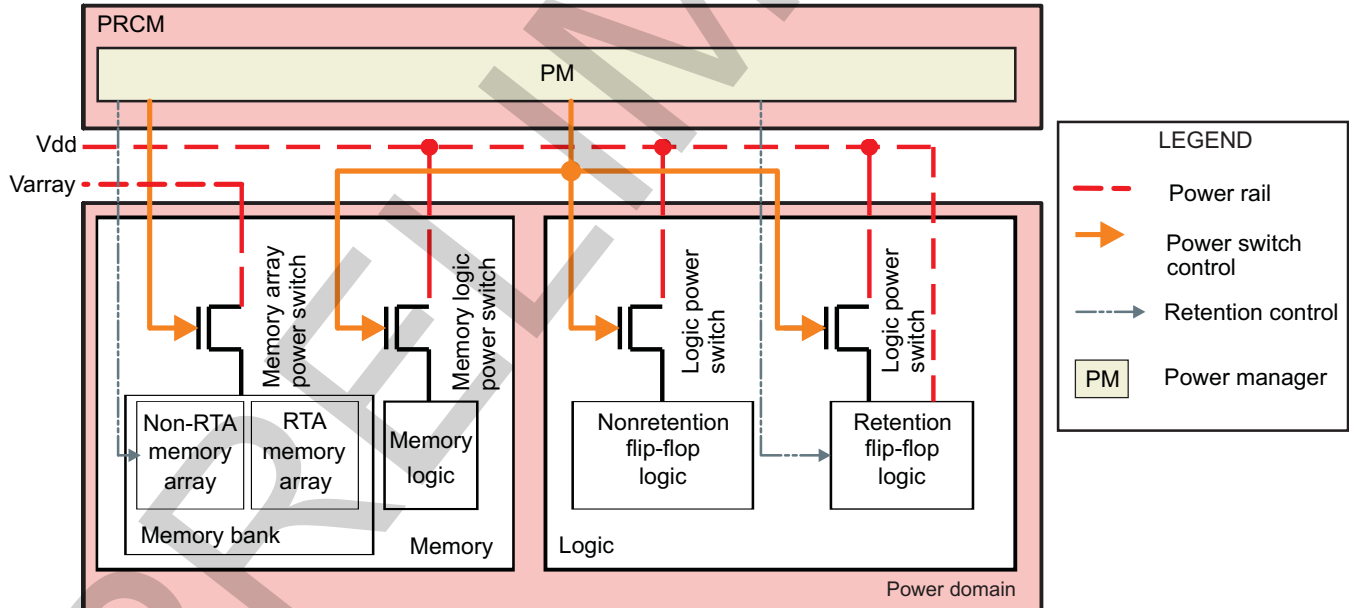 PRCM
PM
Vdd
Varray
Memory array
power switch
Memory logic
power switch
Logic power
switch
Logic power
switch
Non-RTA
memory
array
RTA
memory
array
Memory bank
Memory
logic
Memory
Nonretention
flip-flop
logic
Retention
flip-flop
logic
Logic
Power domain
LEGEND
Power rail
Power switch
control
Retention control
PM
Power manager
PRELIM